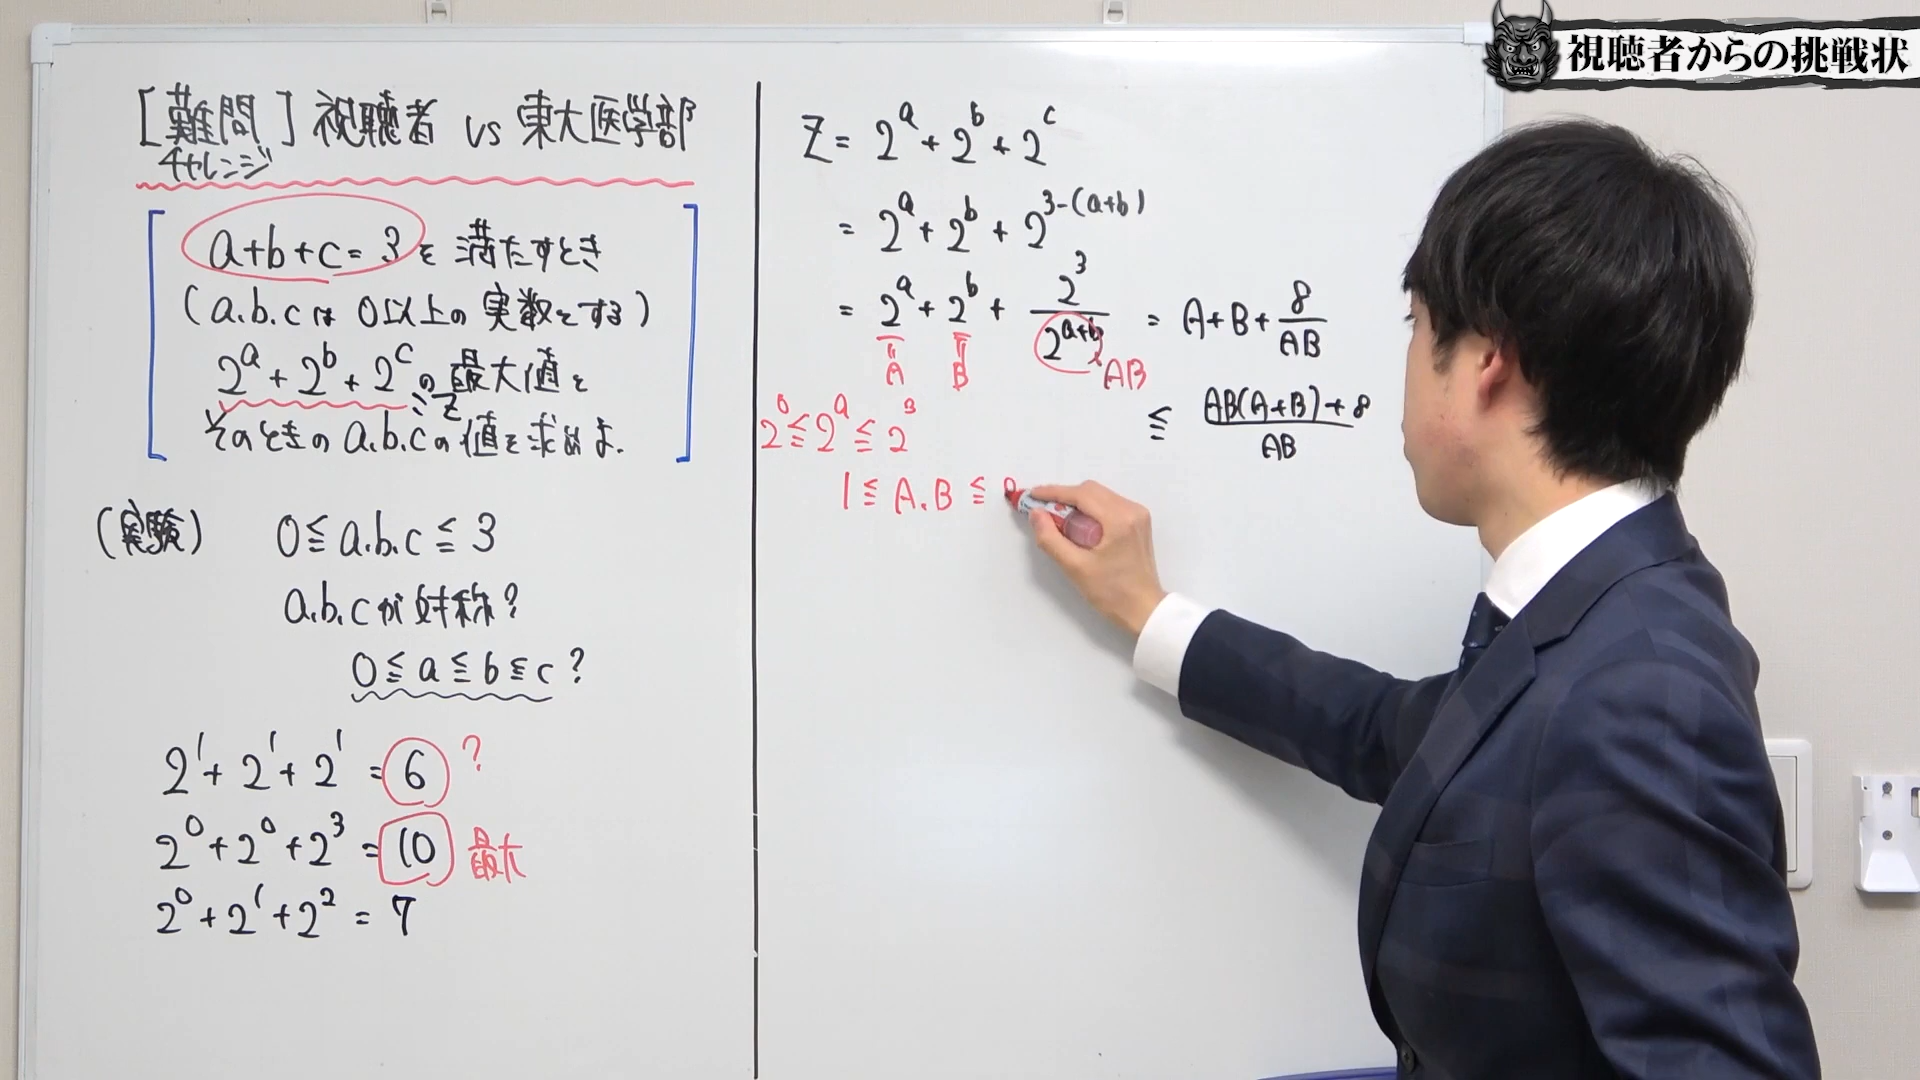 視聴者からの挑戦状
[難問] 視聴者 vs 東大医学部
チャレンジ
a+b+c=3 を 満たすとき
(a.b.cは 0以上の 実数とする)
2^a+2^b+2^cの最大値と
=Z
そのときの a.b.cの値を求めよ.
(実験) 0≦a.b.c≦3
a.b.cが対称?
0≦a≦b≦c?
2^1+2^1+2^1=6 ?
2^0+2^0+2^3=10 最大
2^0+2^1+2^2=7
Z=2^a+2^b+2^c
=2^a+2^b+2^{3-(a+b)}
=2^a+2^b+2^3/2^{a+b} = A+B+8/AB
A B AB
≦ (AB(A+B)+8)/AB
2^0≦2^a≦2^3
1≦A.B≦